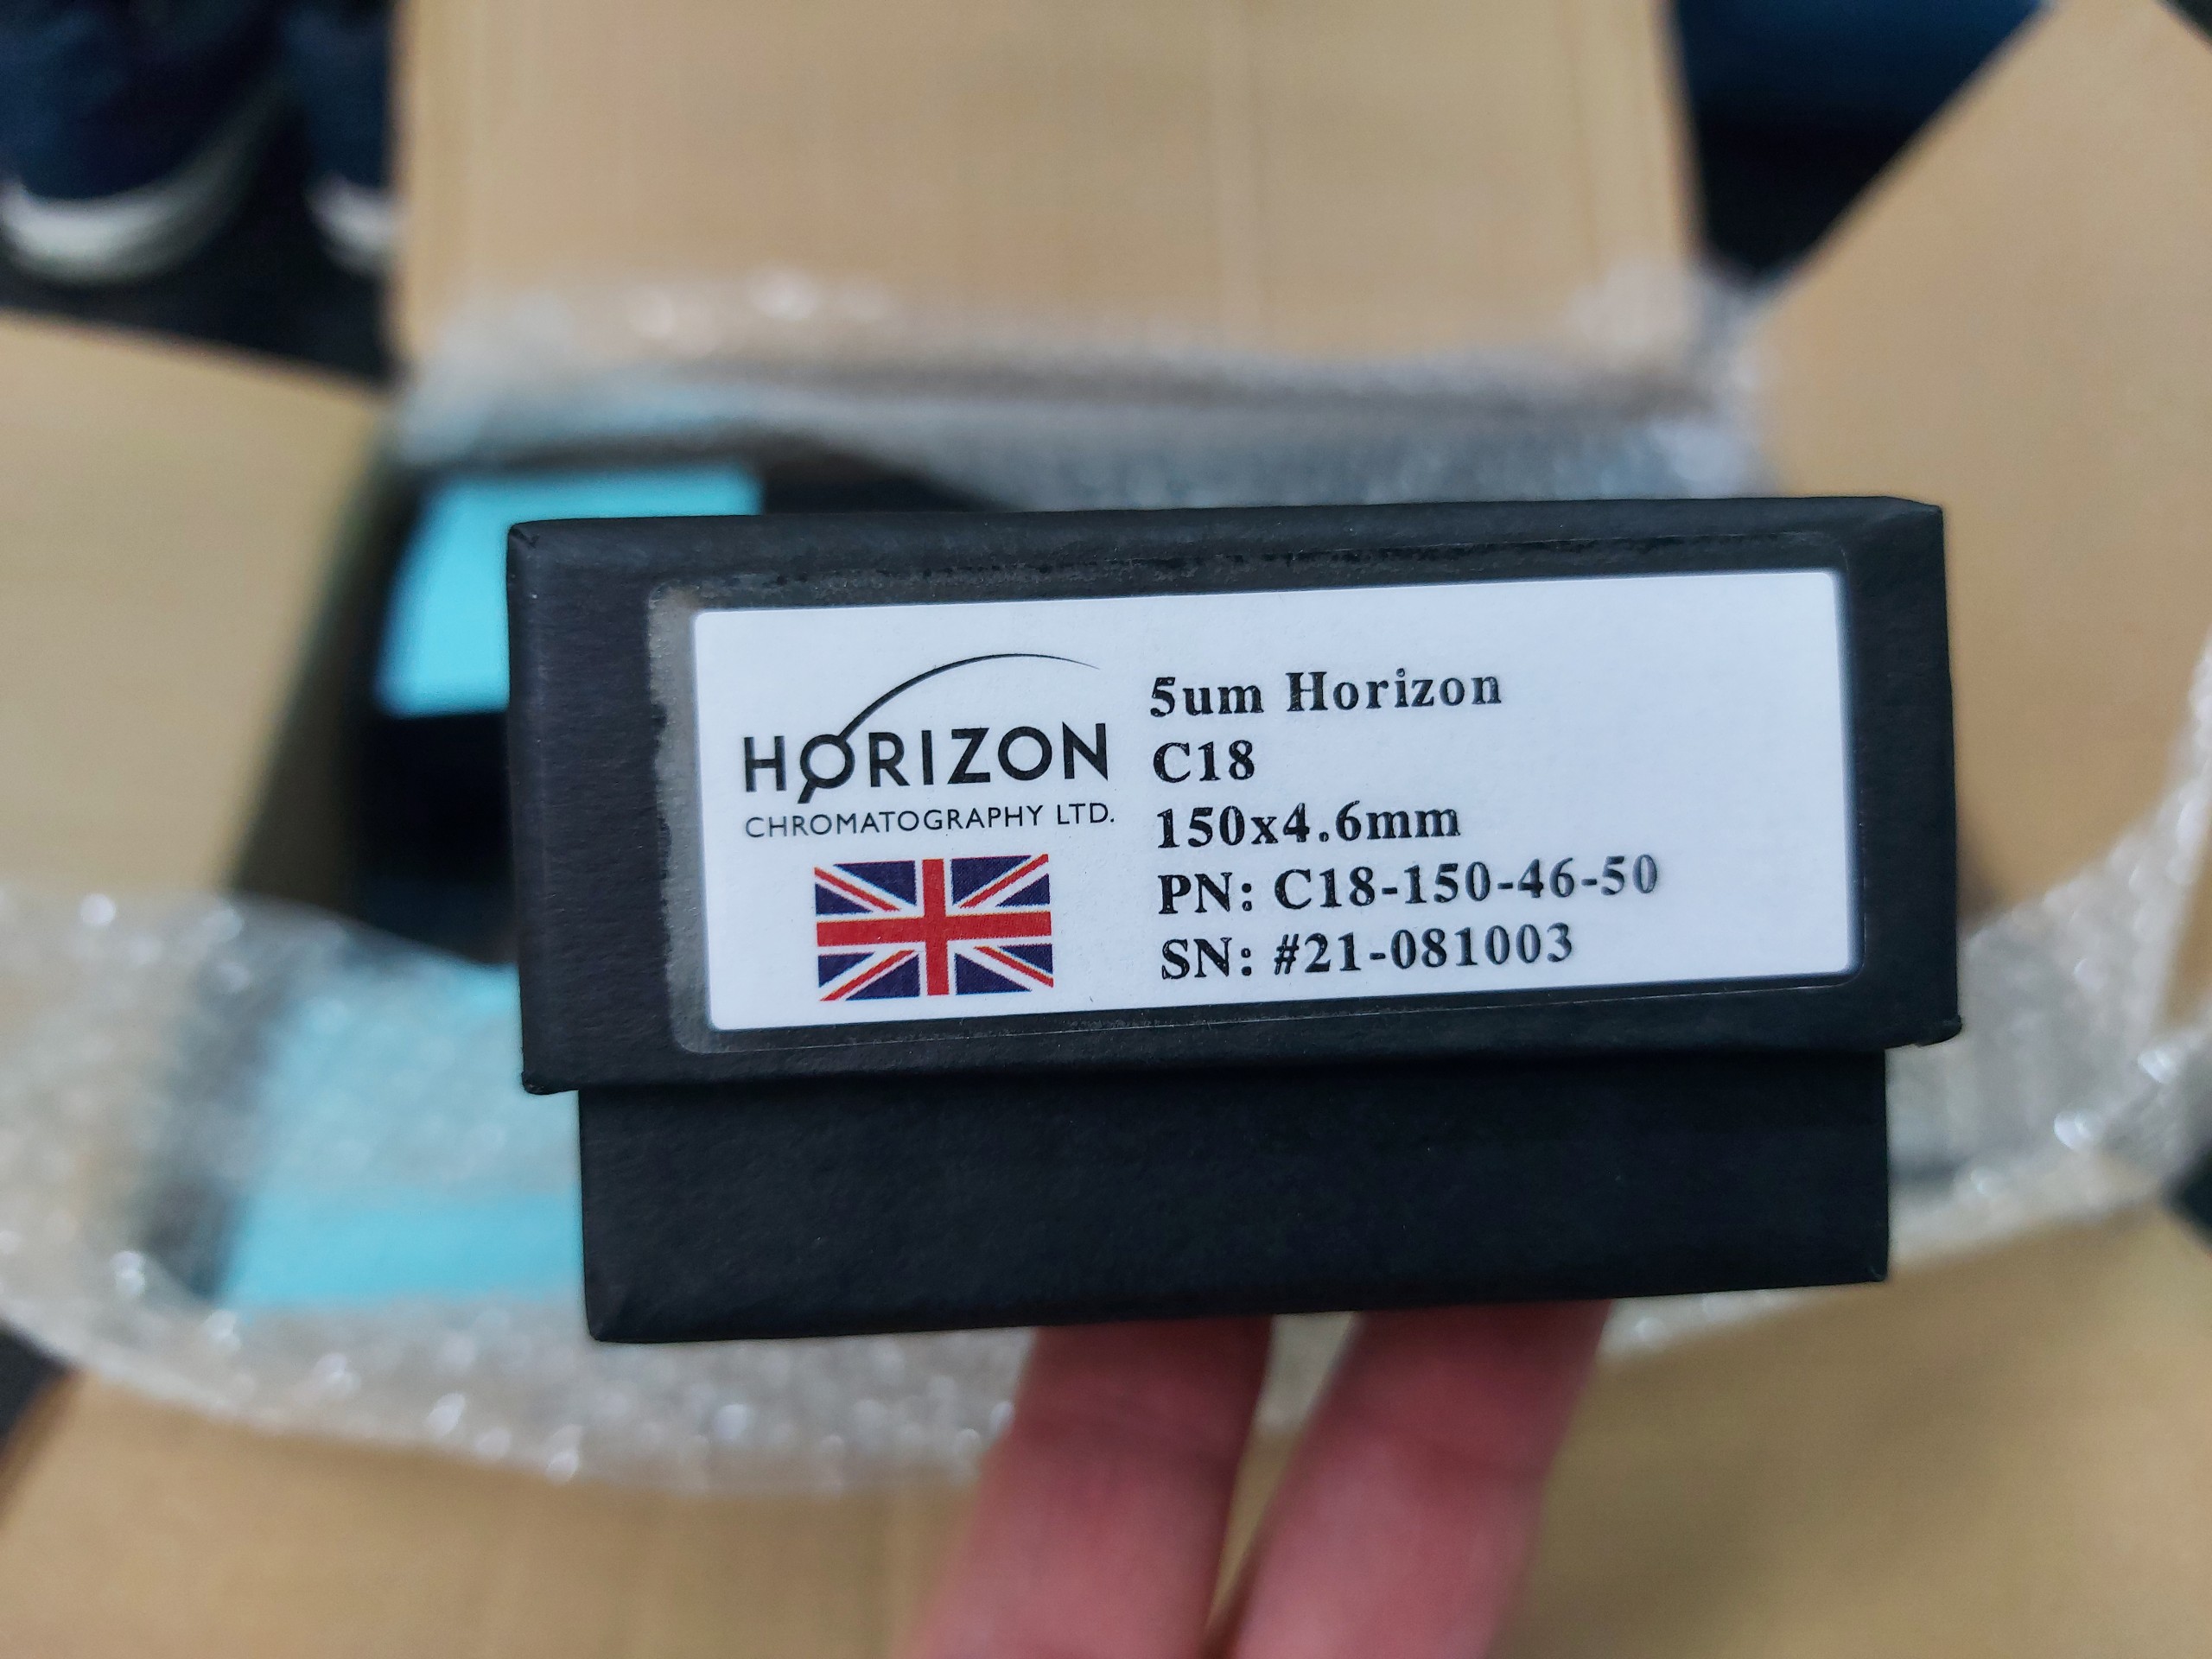 HORIZON
CHROMATOGRAPHY LTD.
5um Horizon
C18
150x4.6mm
PN: C18-150-46-50
SN: #21-081003